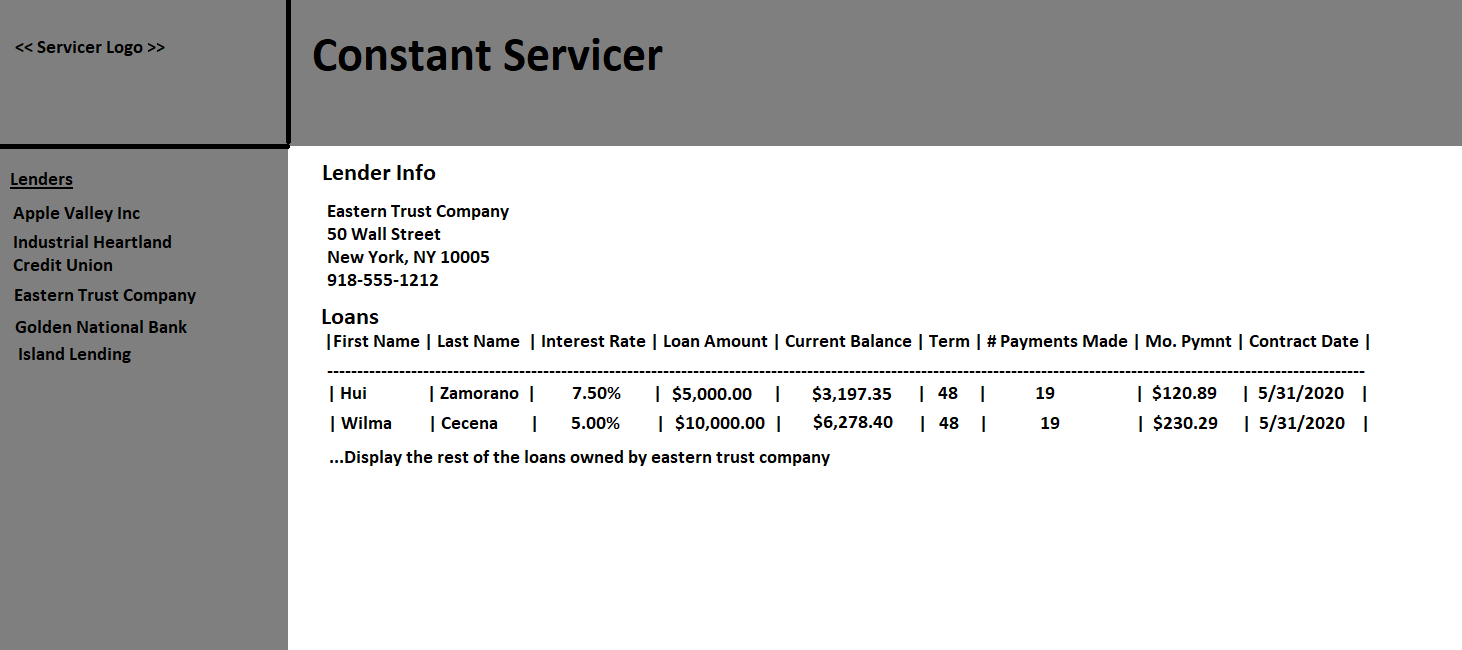 << Servicer Logo >>
Constant Servicer
Lenders
Apple Valley Inc
Industrial Heartland
Credit Union
Eastern Trust Company
Golden National Bank
Island Lending
Lender Info
Eastern Trust Company
50 Wall Street
New York, NY 10005
918-555-1212
Loans
|First Name | Last Name | Interest Rate | Loan Amount | Current Balance | Term | # Payments Made | Mo. Pymnt | Contract Date |
--------------------------------------------------------------------------------
| Hui | Zamorano | 7.50% | $5,000.00 | $3,197.35 | 48 | 19 | $120.89 | 5/31/2020 |
| Wilma | Cecena | 5.00% | $10,000.00 | $6,278.40 | 48 | 19 | $230.29 | 5/31/2020 |
...Display the rest of the loans owned by eastern trust company